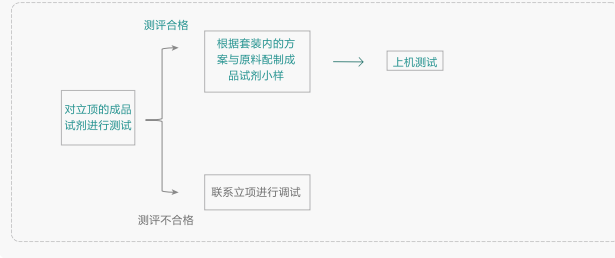 测评合格
根据套装内的方
案与原料配制成
品试剂小样
上机测试
对立顶的成品
试剂进行测试
联系立项进行调试
测评不合格